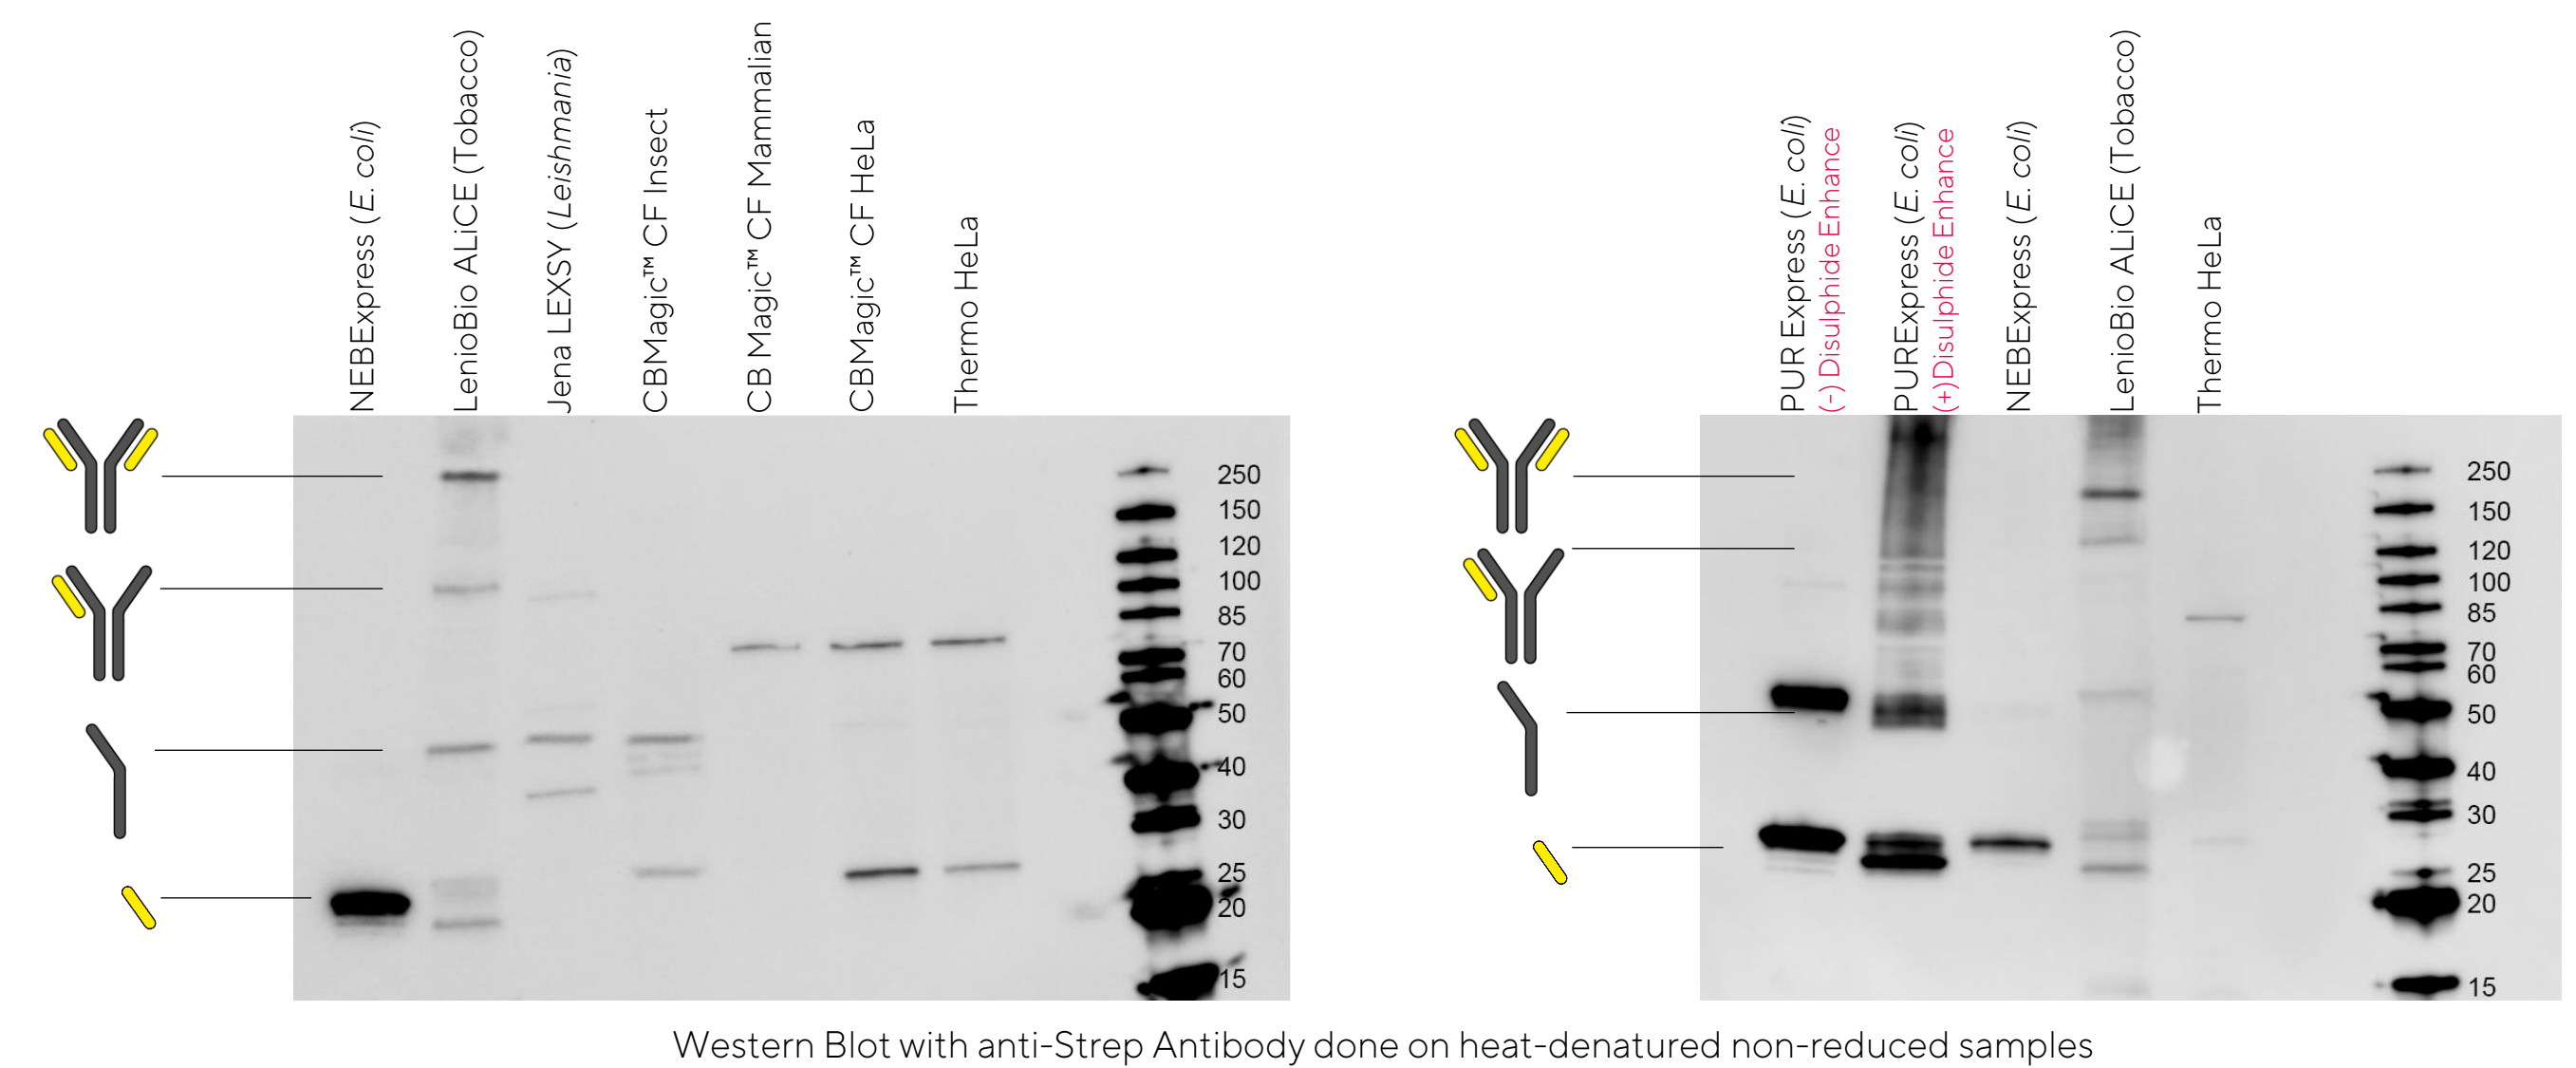 NEBExpress (E. coli)
LenioBio ALiCE (Tobacco)
Jena LEXSY (Leishmania)
CBMagic™ CF Insect
CB Magic™ CF Mammalian
CBMagic™ CF HeLa
Thermo HeLa
250
150
120
100
85
70
60
50
40
30
25
20
15
PUR Express (E. coli)
(-) Disulphide Enhance
PURExpress (E. coli)
(+)Disulphide Enhance
NEBExpress (E. coli)
LenioBio ALiCE (Tobacco)
Thermo HeLa
250
150
120
100
85
70
60
50
40
30
25
20
15
Western Blot with anti-Strep Antibody done on heat-denatured non-reduced samples